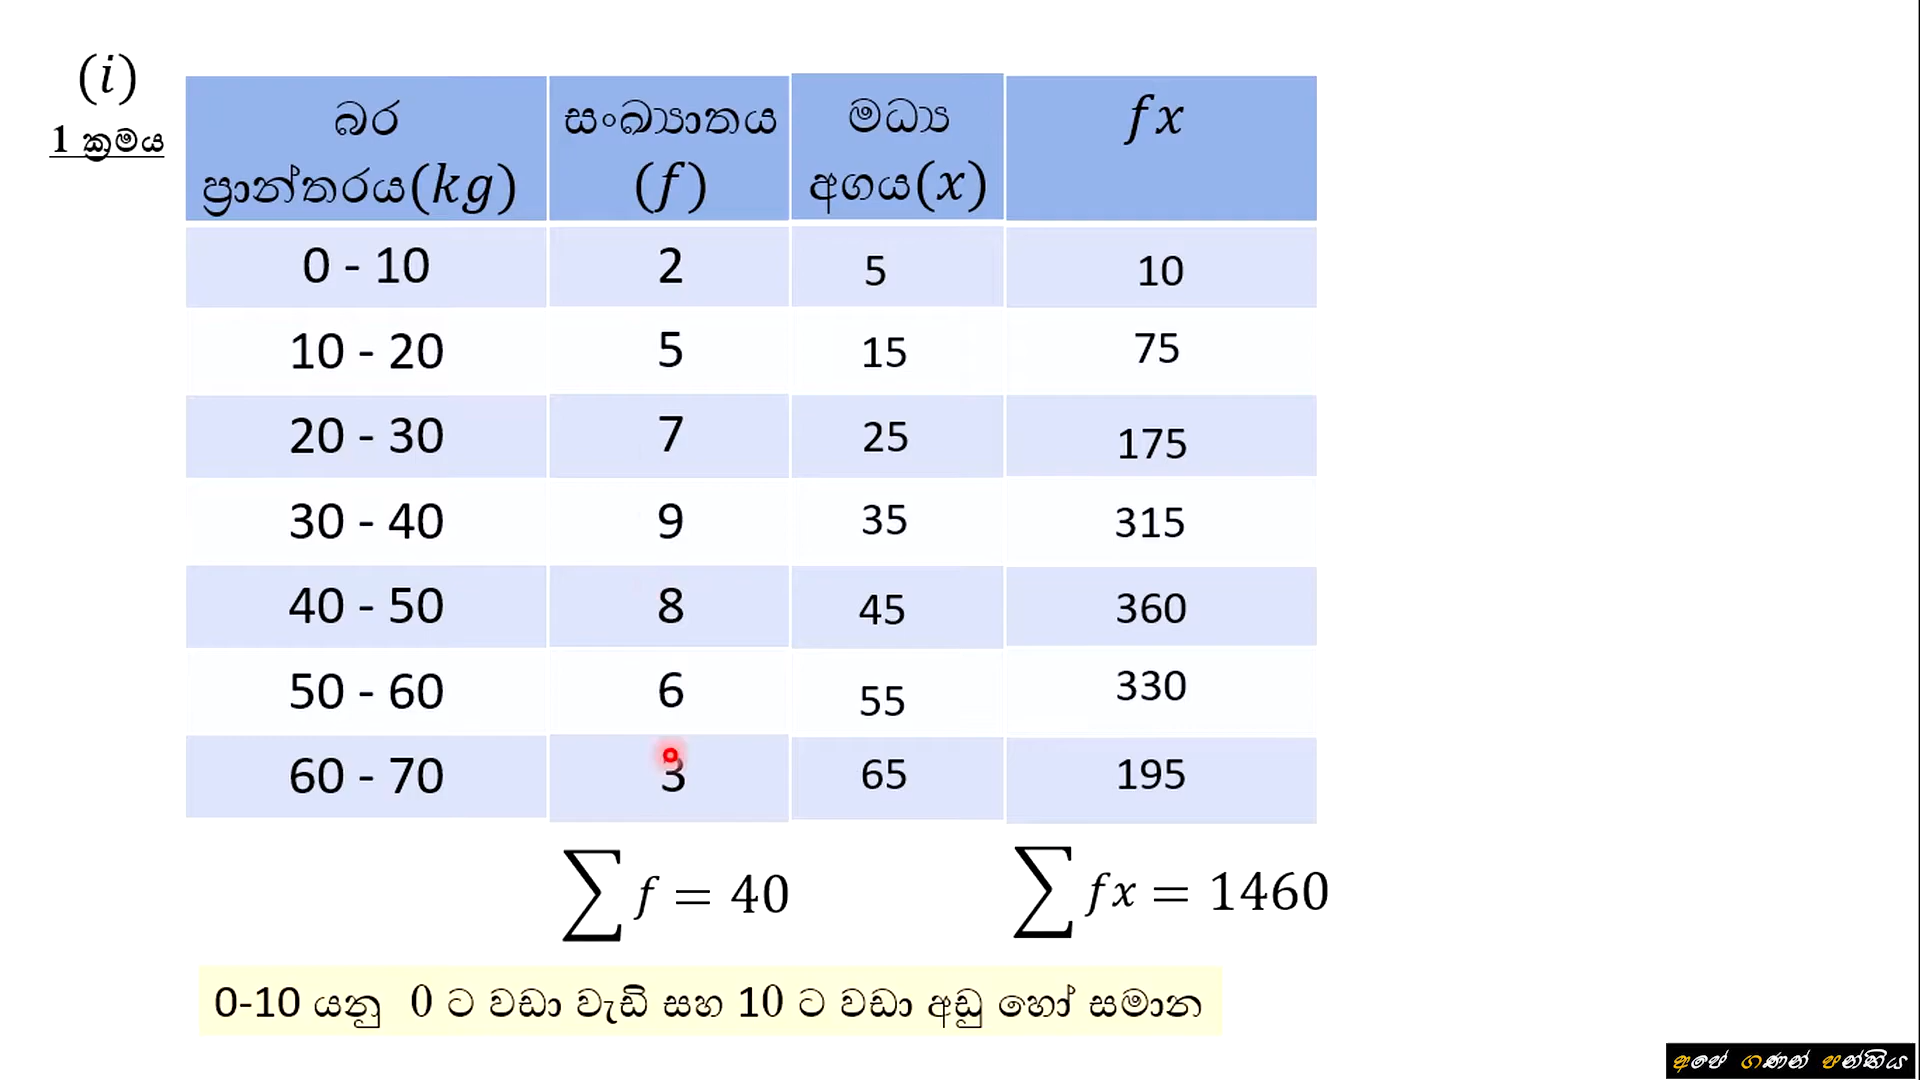 (i)
1 ක්‍රමය
බර ප්‍රාන්තරය(kg) සංඛ්‍යාතය (f) මධ්‍ය අගය(x) fx
0 - 10 2 5 10
10 - 20 5 15 75
20 - 30 7 25 175
30 - 40 9 35 315
40 - 50 8 45 360
50 - 60 6 55 330
60 - 70 3 65 195
∑ f = 40 ∑ fx = 1460
0-10 යනු 0 ට වඩා වැඩි සහ 10 ට වඩා අඩු හෝ සමාන
අපේ ගණන් පන්තිය